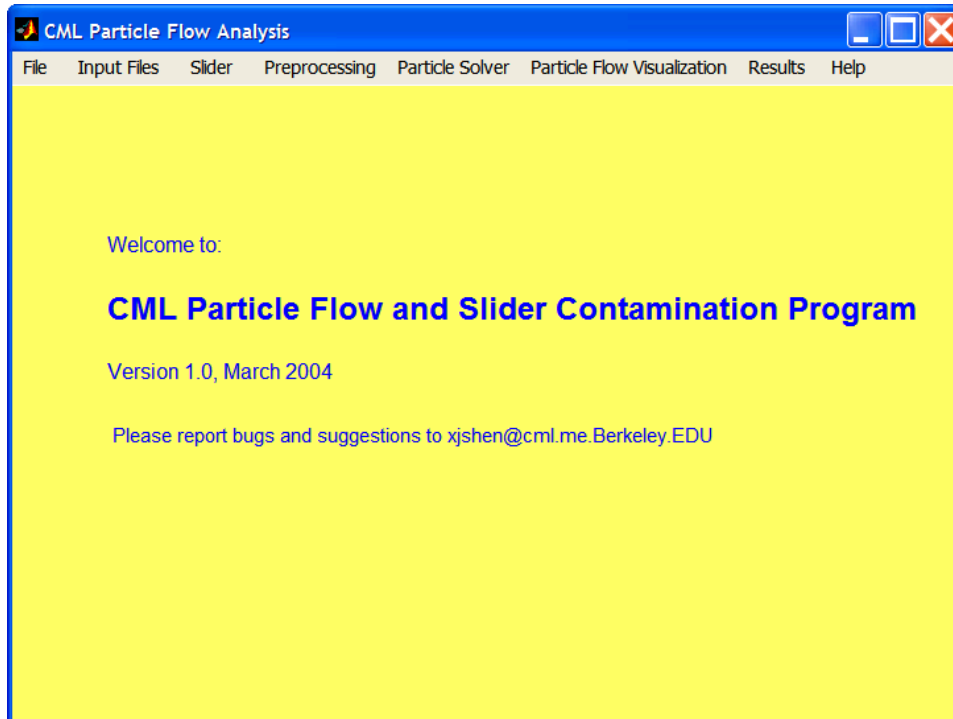 CML Particle Flow Analysis
File Input Files Slider Preprocessing Particle Solver Particle Flow Visualization Results Help
Welcome to:
CML Particle Flow and Slider Contamination Program
Version 1.0, March 2004
Please report bugs and suggestions to xjshen@cml.me.Berkeley.EDU